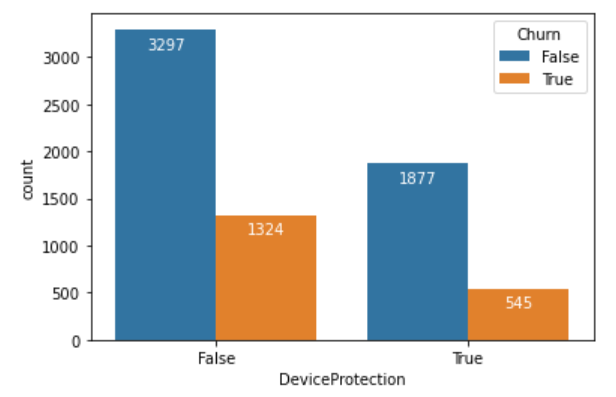 Churn
False
True
3297
1324
1877
545
3000
2500
2000
1500
1000
500
0
count
False
True
DeviceProtection